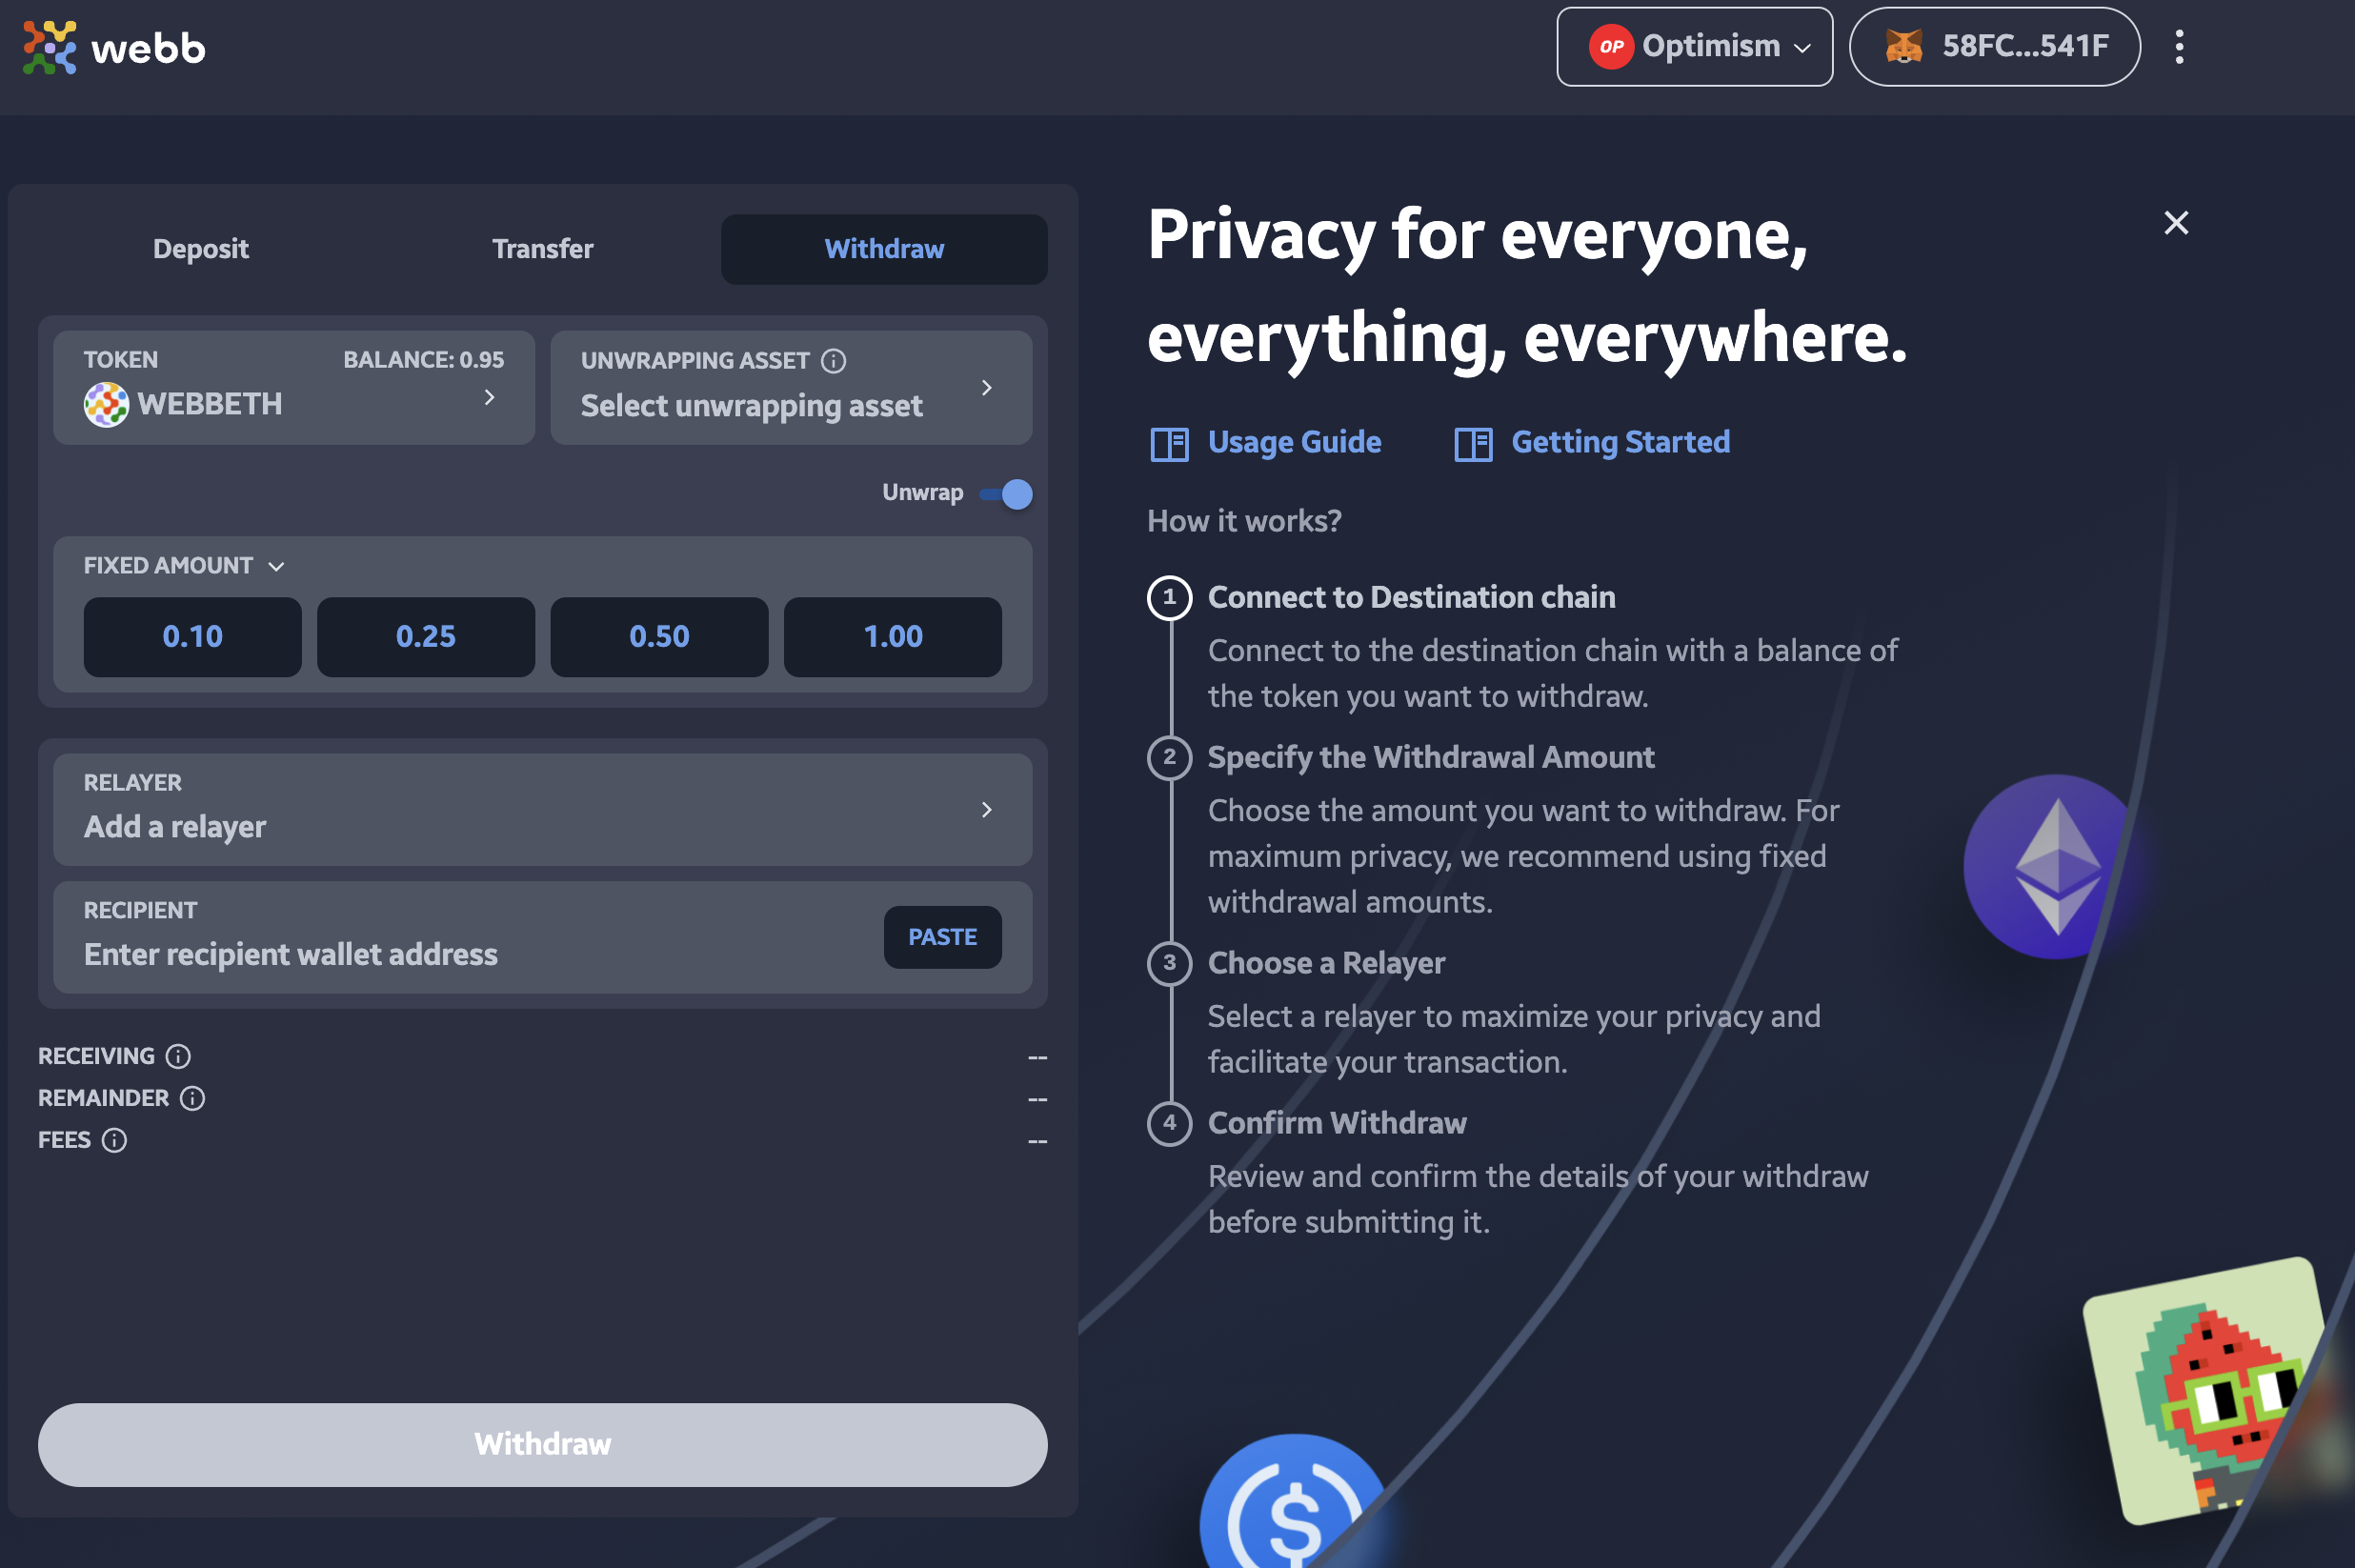 webb
OP Optimism
58FC...541F
Deposit
Transfer
Withdraw
TOKEN
BALANCE: 0.95
WEBBETH
UNWRAPPING ASSET
Select unwrapping asset
Unwrap
FIXED AMOUNT
0.10
0.25
0.50
1.00
RELAYER
Add a relayer
RECIPIENT
Enter recipient wallet address
PASTE
RECEIVING --
REMAINDER --
FEES --
Withdraw
Privacy for everyone,
everything, everywhere.
Usage Guide
Getting Started
How it works?
1 Connect to Destination chain
Connect to the destination chain with a balance of
the token you want to withdraw.
2 Specify the Withdrawal Amount
Choose the amount you want to withdraw. For
maximum privacy, we recommend using fixed
withdrawal amounts.
3 Choose a Relayer
Select a relayer to maximize your privacy and
facilitate your transaction.
4 Confirm Withdraw
Review and confirm the details of your withdraw
before submitting it.
$